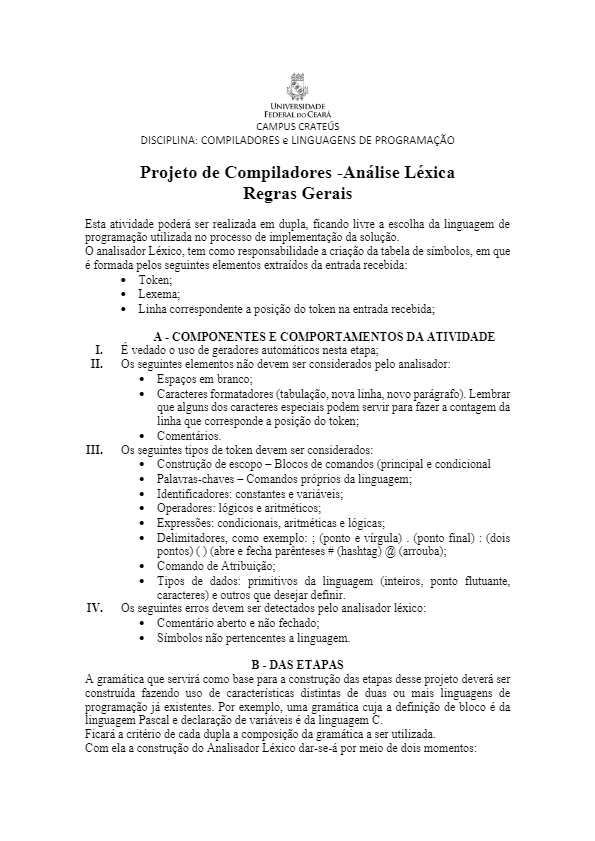 UNIVERSIDADE
FEDERAL DO CEARÁ
CAMPUS CRATEÚS
DISCIPLINA: COMPILADORES e LINGUAGENS DE PROGRAMAÇÃO
Projeto de Compiladores -Análise Léxica
Regras Gerais
Esta atividade poderá ser realizada em dupla, ficando livre a escolha da linguagem de
programação utilizada no processo de implementação da solução.
O analisador Léxico, tem como responsabilidade a criação da tabela de símbolos, em que
é formada pelos seguintes elementos extraídos da entrada recebida:
• Token;
• Lexema;
• Linha correspondente a posição do token na entrada recebida;
A - COMPONENTES E COMPORTAMENTOS DA ATIVIDADE
I. É vedado o uso de geradores automáticos nesta etapa;
II. Os seguintes elementos não devem ser considerados pelo analisador:
• Espaços em branco;
• Caracteres formatadores (tabulação, nova linha, novo parágrafo). Lembrar
que alguns dos caracteres especiais podem servir para fazer a contagem da
linha que corresponde a posição do token;
• Comentários.
III. Os seguintes tipos de token devem ser considerados:
• Construção de escopo – Blocos de comandos (principal e condicional
• Palavras-chaves – Comandos próprios da linguagem;
• Identificadores: constantes e variáveis;
• Operadores: lógicos e aritméticos;
• Expressões: condicionais, aritméticas e lógicas;
• Delimitadores, como exemplo: ; (ponto e vírgula) . (ponto final) : (dois
pontos) ( ) (abre e fecha parênteses # (hashtag) @ (arrouba);
• Comando de Atribuição;
• Tipos de dados: primitivos da linguagem (inteiros, ponto flutuante,
caracteres) e outros que desejar definir.
IV. Os seguintes erros devem ser detectados pelo analisador léxico:
• Comentário aberto e não fechado;
• Símbolos não pertencentes a linguagem.
B - DAS ETAPAS
A gramática que servirá como base para a construção das etapas desse projeto deverá ser
construída fazendo uso de características distintas de duas ou mais linguagens de
programação já existentes. Por exemplo, uma gramática cuja a definição de bloco é da
linguagem Pascal e declaração de variáveis é da linguagem C.
Ficará a critério de cada dupla a composição da gramática a ser utilizada.
Com ela a construção do Analisador Léxico dar-se-á por meio de dois momentos: